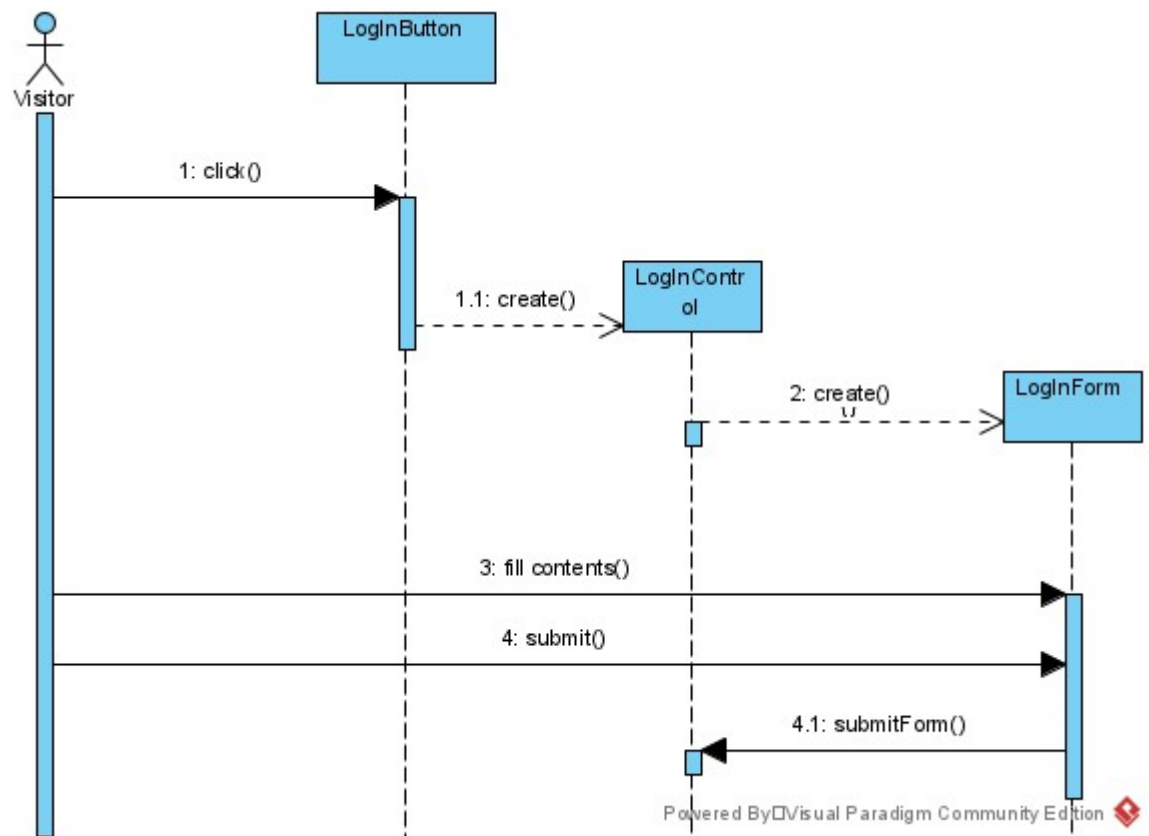 LogInButton
Visitor
1: click()
LogInContr
ol
1.1: create()
LogInForm
2: create()
3: fill contents()
4: submit()
4.1: submitForm()
Powered By□Visual Paradigm Community Edition